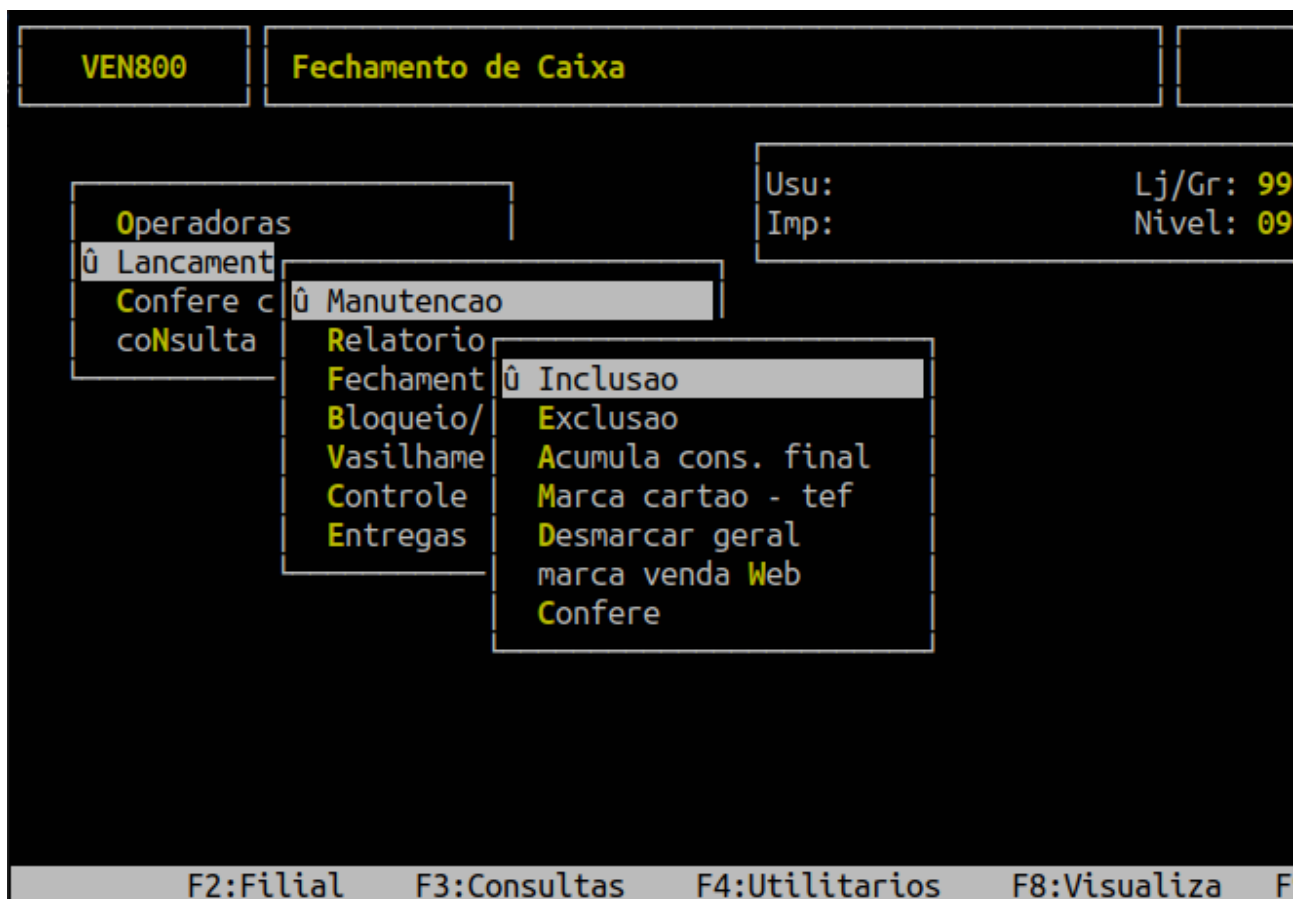 VEN800 Fechamento de Caixa
Usu: Lj/Gr: 99
Imp: Nivel: 09
Operadoras
û Lancament
Confere c
coNsulta
û Manutencao
Relatorio
Fechament
Bloqueio/
Vasilhame
Controle
Entregas
û Inclusao
Exclusao
Acumula cons. final
Marca cartao - tef
Desmarcar geral
marca venda Web
Confere
F2:Filial F3:Consultas F4:Utilitarios F8:Visualiza F